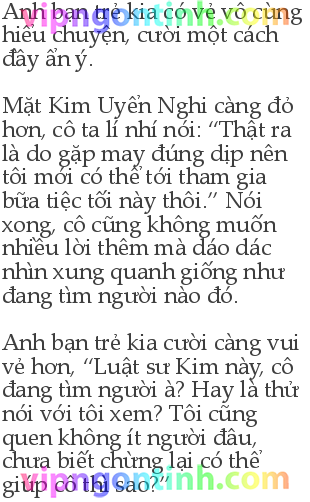 Anh bạn trẻ kia có vẻ vô cùng
hiểu chuyện, cười một cách
đầy ẩn ý.
Mặt Kim Uyển Nghi càng đỏ
hơn, cô ta lí nhí nói: “Thật ra
là do gặp may đúng dịp nên
tôi mới có thể tới tham gia
bữa tiệc tối này thôi.” Nói
xong, cô cũng không muốn
nhiều lời thêm mà dáo dác
nhìn xung quanh giống như
đang tìm người nào đó.
Anh bạn trẻ kia cười càng vui
vẻ hơn, “Luật sư Kim này, cô
đang tìm người à? Hay là thử
nói với tôi xem? Tôi cũng
quen không ít người đâu,
chưa biết chừng lại có thể
giúp cô thì sao?”
vipngontinh.com
vipngontinh.com